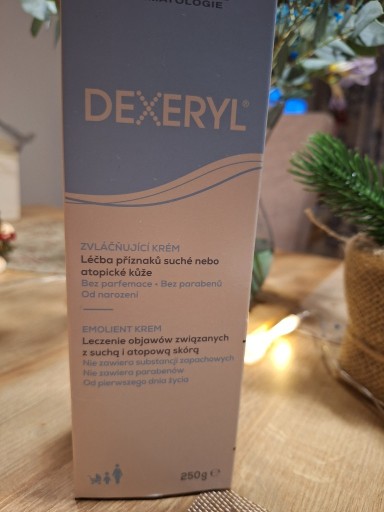 DEXERYL®
ZVLÁČŇUJÍCÍ KRÉM
Léčba příznaků suché nebo
atopické kůže
Bez parfemace • Bez parabenů
Od narození
EMOLIENT KREM
Leczenie objawów związanych
z suchą i atopową skórą
Nie zawiera substancji zapachowych
Nie zawiera parabenów
Od pierwszego dnia życia
250g ℮